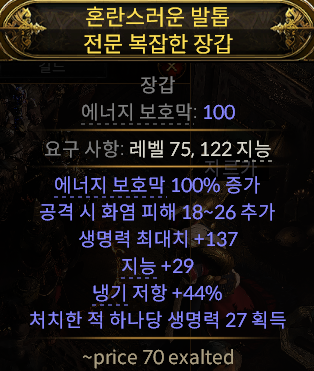 혼란스러운 발톱
전문 복잡한 장갑
장갑
에너지 보호막: 100
요구 사항: 레벨 75, 122 지능
에너지 보호막 100% 증가
공격 시 화염 피해 18~26 추가
생명력 최대치 +137
지능 +29
냉기 저항 +44%
처치한 적 하나당 생명력 27 획득
~price 70 exalted